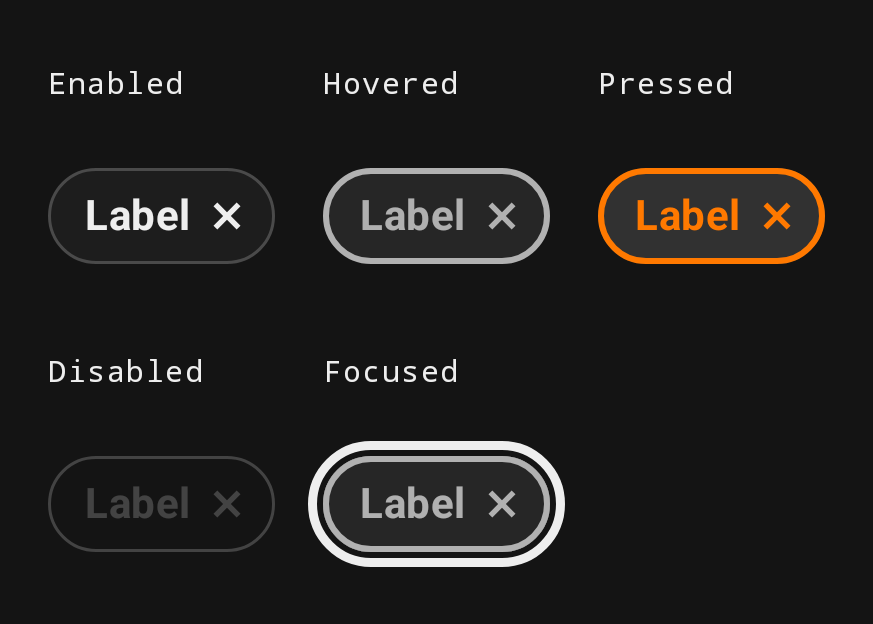 Enabled Hovered Pressed
Label ✕ Label ✕ Label ✕
Disabled Focused
Label ✕ Label ✕